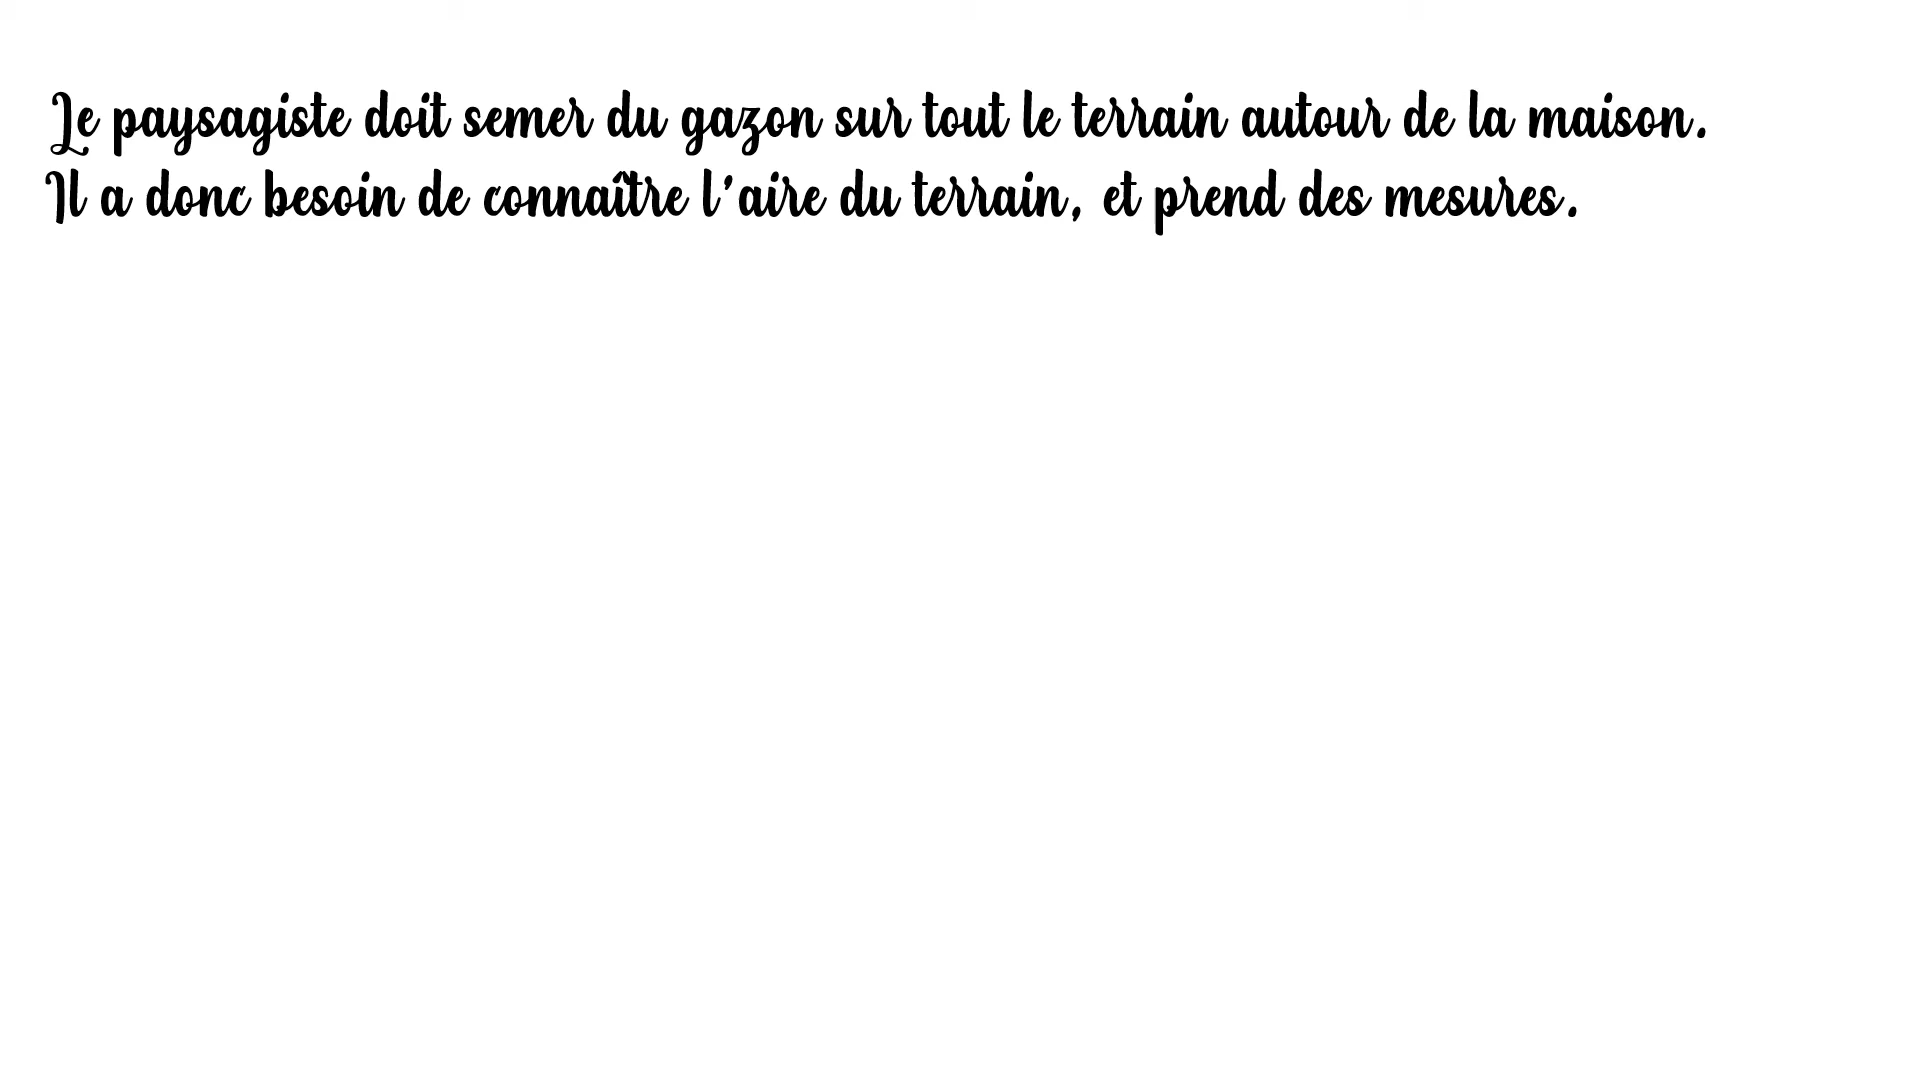 Le paysagiste doit semer du gazon sur tout le terrain autour de la maison.
Il a donc besoin de connaître l'aire du terrain, et prend des mesures.